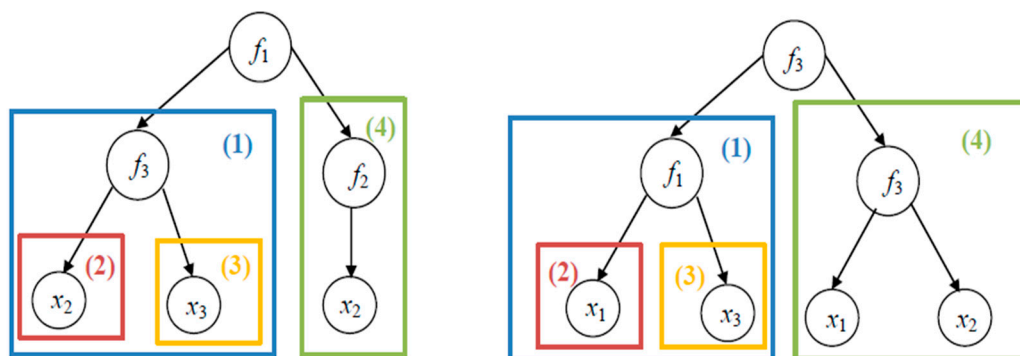 f1
(1)
f3
(2)
x2
(3)
x3
(4)
f2
x2
f3
(1)
f1
(2)
x1
(3)
x3
(4)
f3
x1
x2